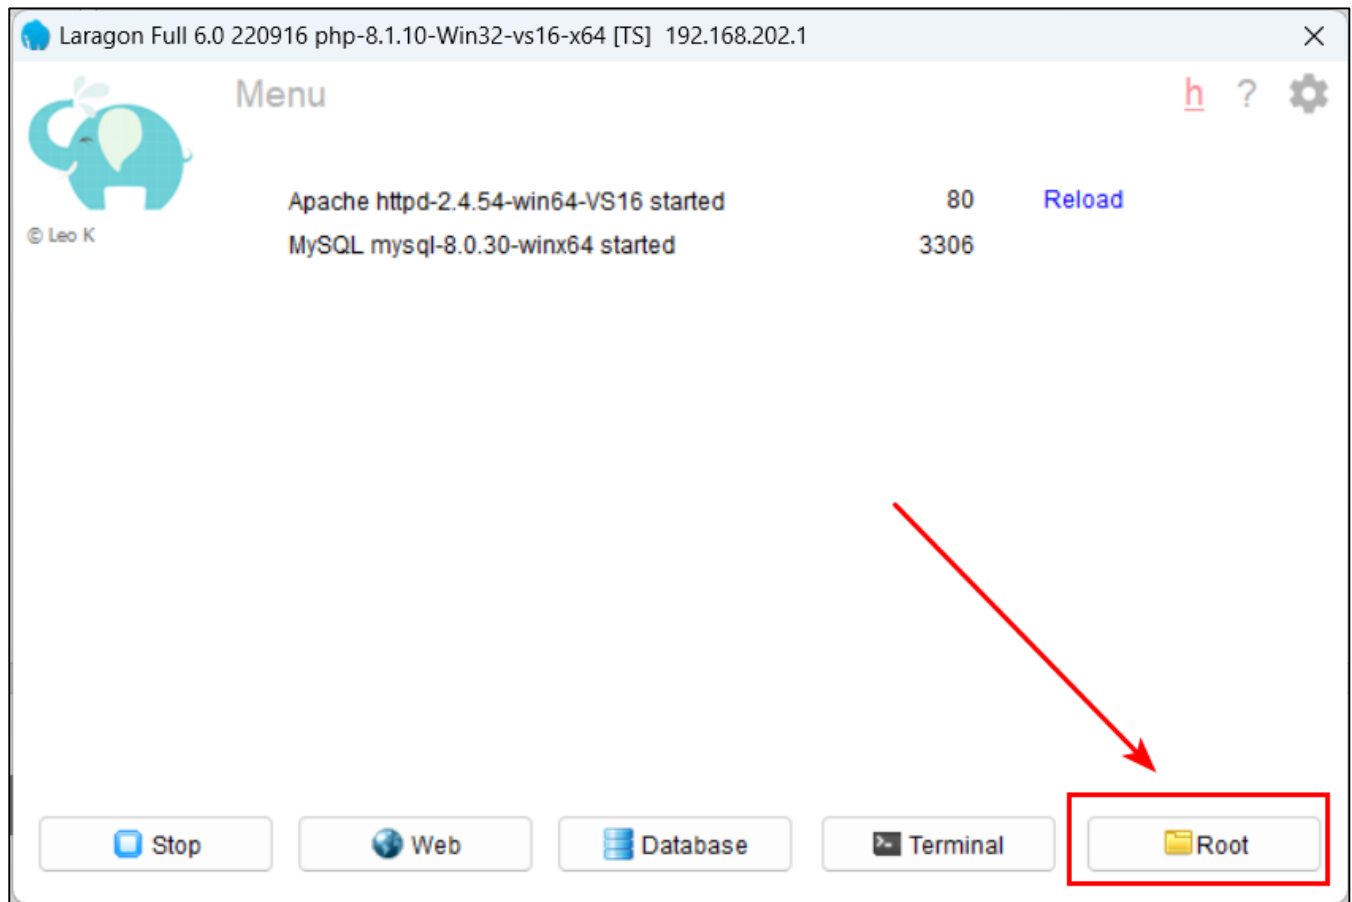 Laragon Full 6.0 220916 php-8.1.10-Win32-vs16-x64 [TS] 192.168.202.1
Menu
h ?
© Leo K
Apache httpd-2.4.54-win64-VS16 started 80 Reload
MySQL mysql-8.0.30-winx64 started 3306
Stop Web Database Terminal Root